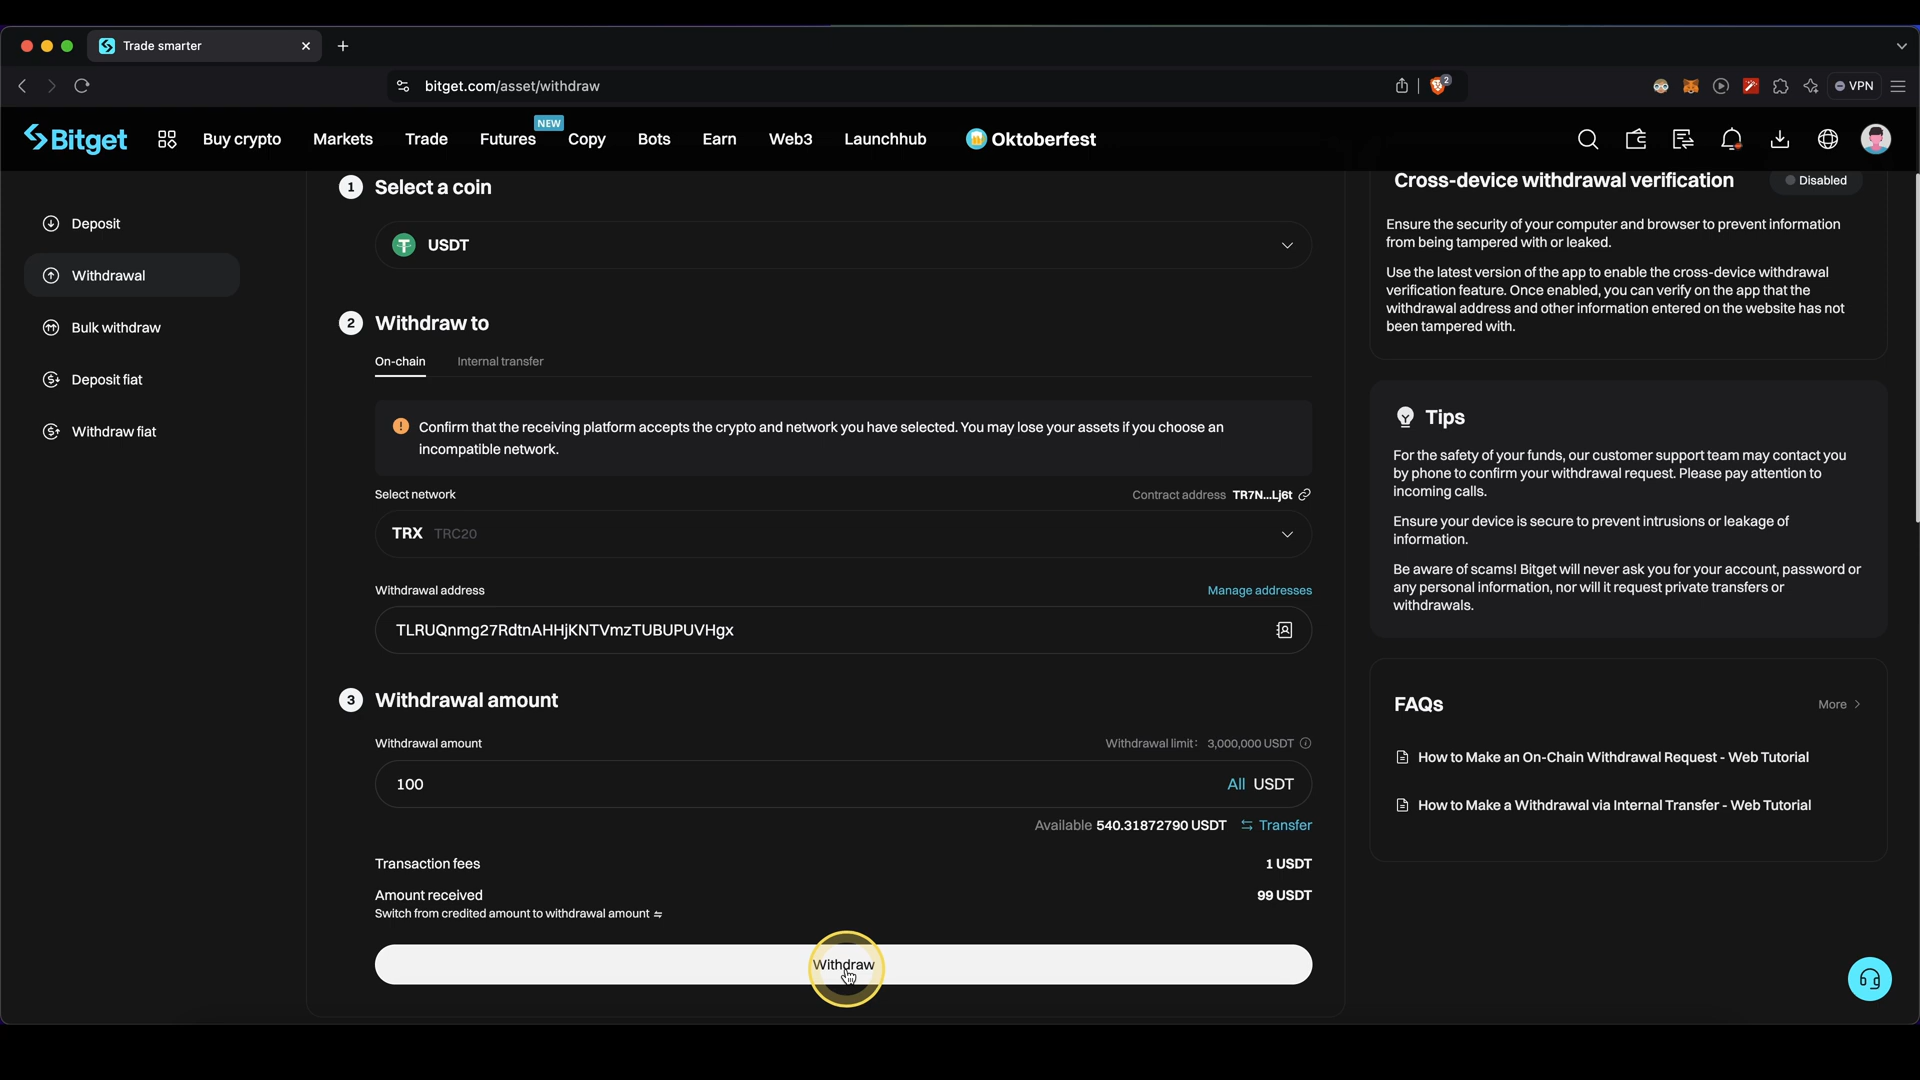 Trade smarter
bitget.com/asset/withdraw
2
VPN
Bitget
Buy crypto
Markets
Trade
Futures
NEW
Copy
Bots
Earn
Web3
Launchhub
Oktoberfest
Deposit
Withdrawal
Bulk withdraw
Deposit fiat
Withdraw fiat
1 Select a coin
USDT
2 Withdraw to
On-chain
Internal transfer
Confirm that the receiving platform accepts the crypto and network you have selected. You may lose your assets if you choose an
incompatible network.
Select network
Contract address TR7N...Lj6t
TRX TRC20
Withdrawal address
Manage addresses
TLRUQnmg27RdtnAHHjKNTVmzTUBUPUVHgx
3 Withdrawal amount
Withdrawal amount
Withdrawal limit: 3,000,000 USDT
100
All USDT
Available 540.31872790 USDT
Transfer
Transaction fees
1 USDT
Amount received
99 USDT
Switch from credited amount to withdrawal amount
Withdraw
Cross-device withdrawal verification
Disabled
Ensure the security of your computer and browser to prevent information
from being tampered with or leaked.
Use the latest version of the app to enable the cross-device withdrawal
verification feature. Once enabled, you can verify on the app that the
withdrawal address and other information entered on the website has not
been tampered with.
Tips
For the safety of your funds, our customer support team may contact you
by phone to confirm your withdrawal request. Please pay attention to
incoming calls.
Ensure your device is secure to prevent intrusions or leakage of
information.
Be aware of scams! Bitget will never ask you for your account, password or
any personal information, nor will it request private transfers or
withdrawals.
FAQs
More
How to Make an On-Chain Withdrawal Request - Web Tutorial
How to Make a Withdrawal via Internal Transfer - Web Tutorial